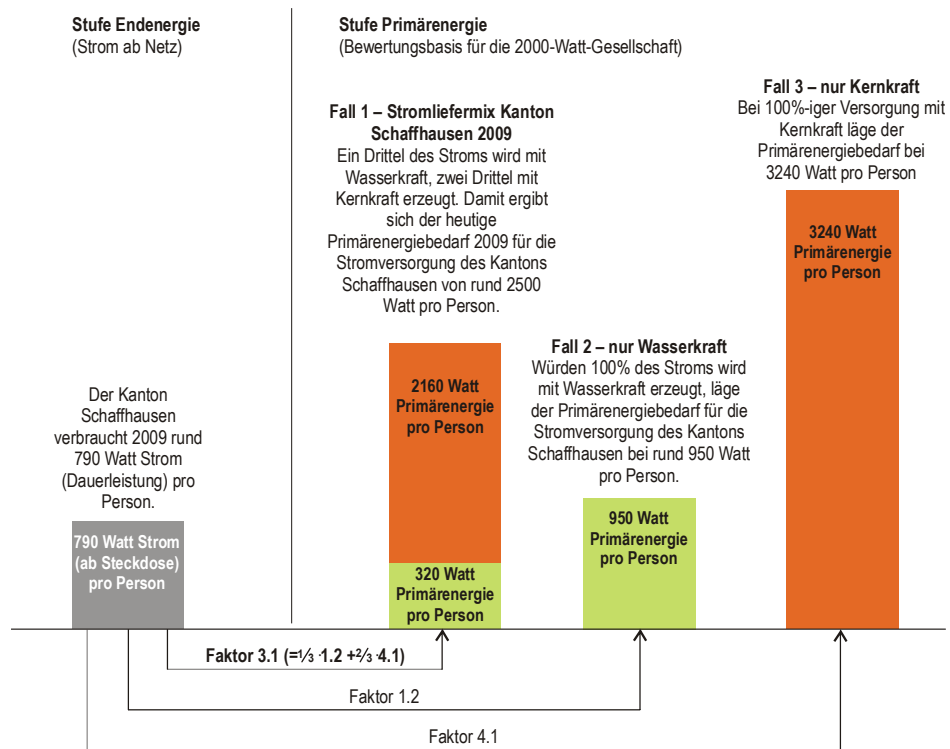 Stufe Endenergie
(Strom ab Netz)
Stufe Primärenergie
(Bewertungsbasis für die 2000-Watt-Gesellschaft)
Fall 1 – Stromliefermix Kanton
Schaffhausen 2009
Ein Drittel des Stroms wird mit
Wasserkraft, zwei Drittel mit
Kernkraft erzeugt. Damit ergibt
sich der heutige
Primärenergiebedarf 2009 für die
Stromversorgung des Kantons
Schaffhausen von rund 2500
Watt pro Person.
Fall 3 – nur Kernkraft
Bei 100%-iger Versorgung mit
Kernkraft läge der
Primärenergiebedarf bei
3240 Watt pro Person
3240 Watt
Primärenergie
pro Person
Fall 2 – nur Wasserkraft
Würden 100% des Stroms wird
mit Wasserkraft erzeugt, läge
der Primärenergiebedarf für die
Stromversorgung des Kantons
Schaffhausen bei rund 950 Watt
pro Person.
2160 Watt
Primärenergie
pro Person
Der Kanton
Schaffhausen
verbraucht 2009 rund
790 Watt Strom
(Dauerleistung) pro
Person.
790 Watt Strom
(ab Steckdose)
pro Person
320 Watt
Primärenergie
pro Person
950 Watt
Primärenergie
pro Person
Faktor 3.1 (=⅓ ·1.2 +⅔ ·4.1)
Faktor 1.2
Faktor 4.1